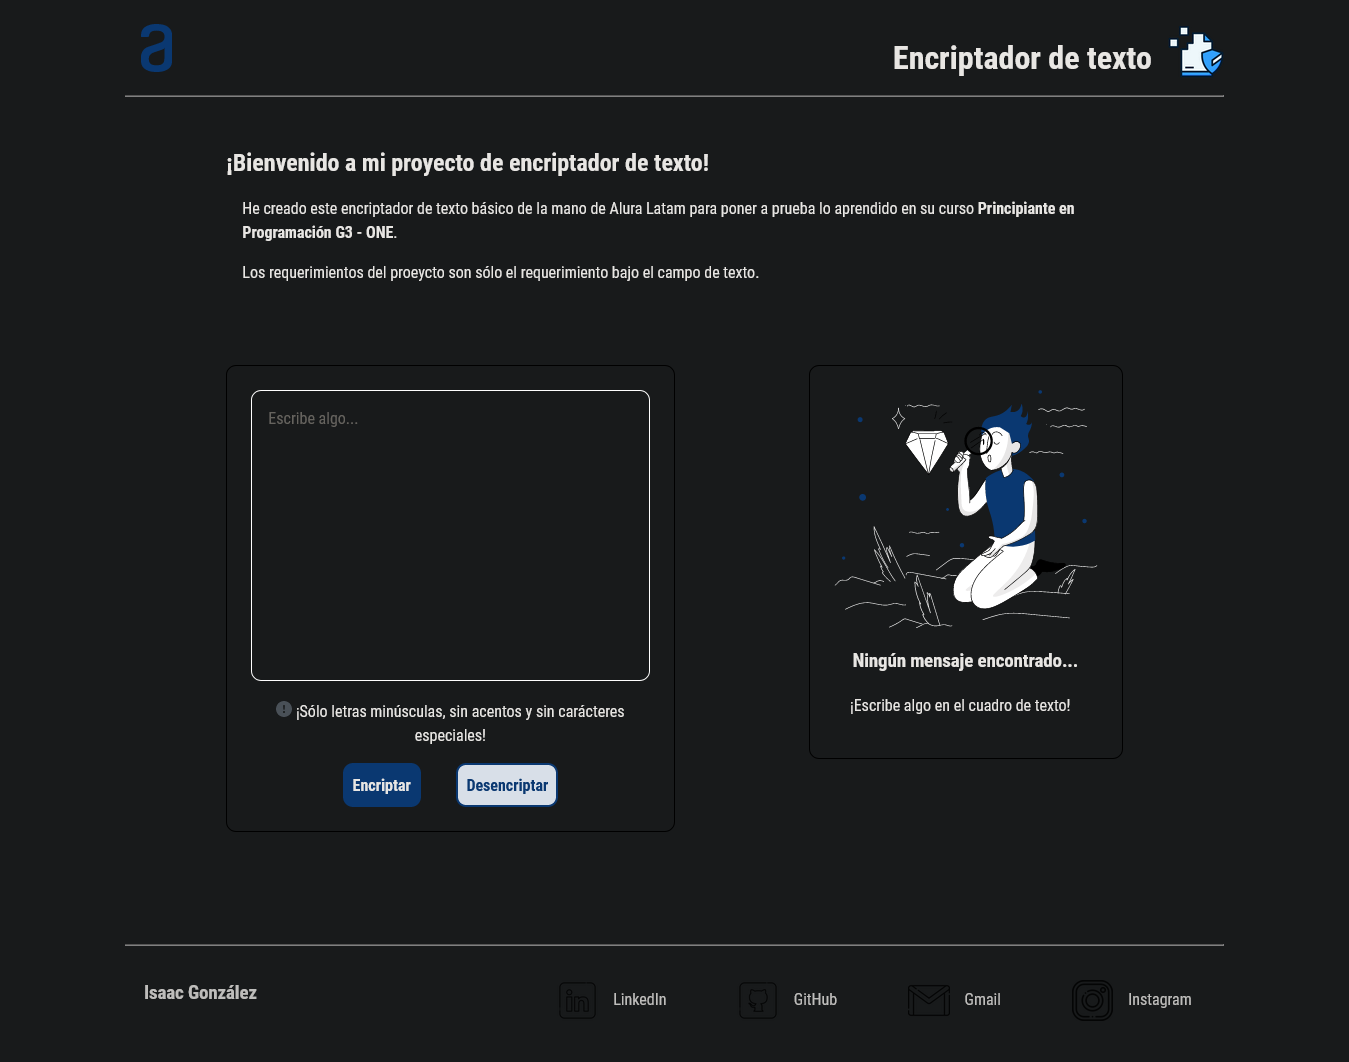 a
Encriptador de texto
¡Bienvenido a mi proyecto de encriptador de texto!
He creado este encriptador de texto básico de la mano de Alura Latam para poner a prueba lo aprendido en su curso Principiante en
Programación G3 - ONE.
Los requerimientos del proeycto son sólo el requerimiento bajo el campo de texto.
Escribe algo...
¡Sólo letras minúsculas, sin acentos y sin carácteres
especiales!
Encriptar
Desencriptar
Ningún mensaje encontrado...
¡Escribe algo en el cuadro de texto!
Isaac González
in
LinkedIn
GitHub
Gmail
Instagram